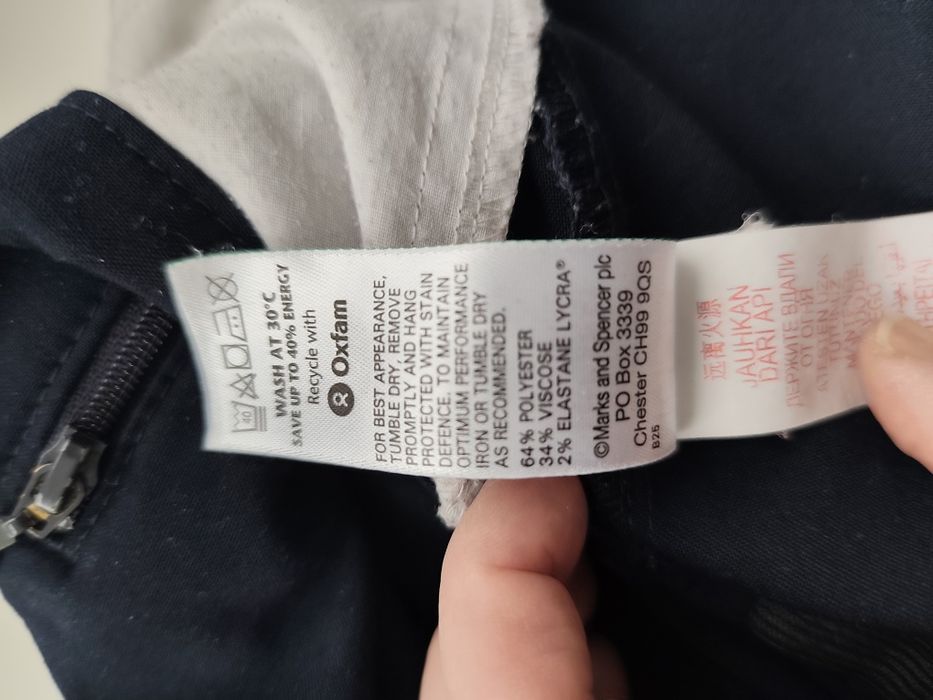 40
WASH AT 30°C
SAVE UP TO 40% ENERGY
Recycle with
Oxfam
FOR BEST APPEARANCE,
TUMBLE DRY, REMOVE
PROMPTLY AND HANG
PROTECTED WITH STAIN
DEFENCE. TO MAINTAIN
OPTIMUM PERFORMANCE
IRON OR TUMBLE DRY
AS RECOMMENDED.
64% POLYESTER
34% VISCOSE
2% ELASTANE LYCRA®
©Marks and Spencer plc
PO Box 3339
Chester CH99 9QS
B25
远离火源
JAUHKAN
DARI API
ДЕРЖИТЕ ВДАЛИ
ОТ ОГНЯ